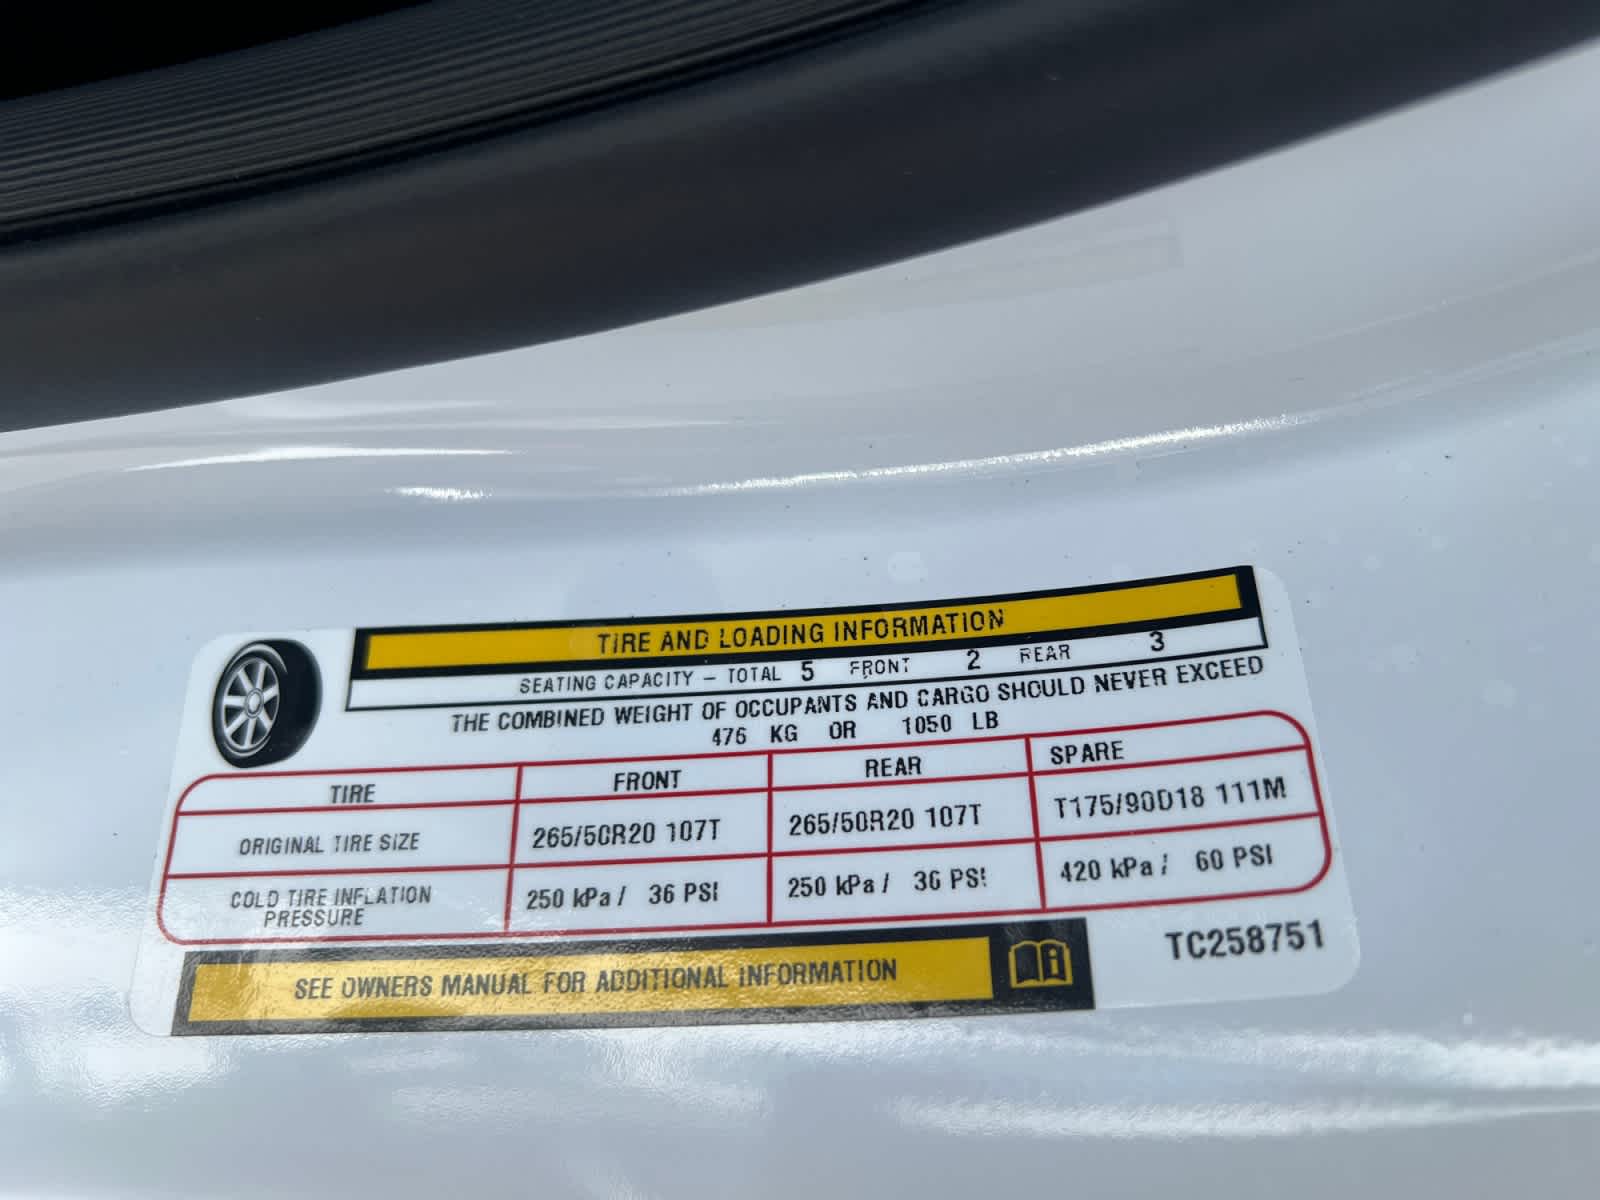 TIRE AND LOADING INFORMATION
SEATING CAPACITY – TOTAL 5 FRONT 2 REAR 3
THE COMBINED WEIGHT OF OCCUPANTS AND CARGO SHOULD NEVER EXCEED
476 KG OR 1050 LB
TIRE FRONT REAR SPARE
ORIGINAL TIRE SIZE 265/50R20 107T 265/50R20 107T T175/90D18 111M
COLD TIRE INFLATION
PRESSURE 250 kPa / 36 PSI 250 kPa / 36 PSI 420 kPa / 60 PSI
SEE OWNERS MANUAL FOR ADDITIONAL INFORMATION
TC258751